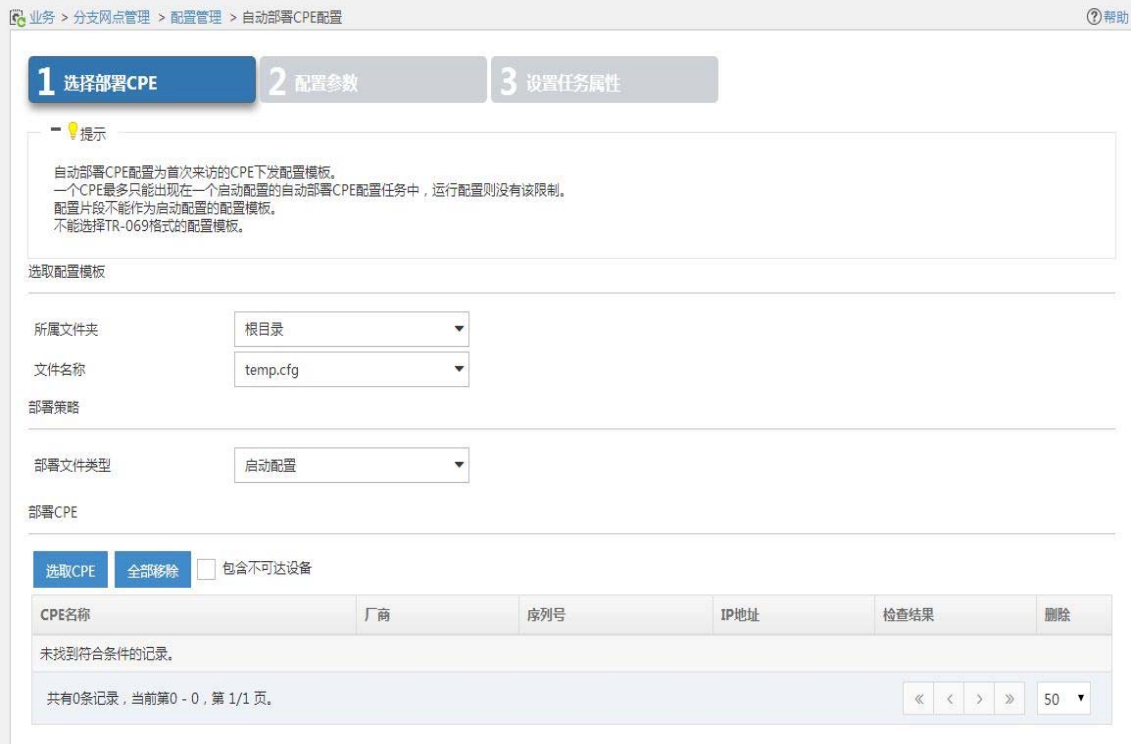 业务 > 分支网点管理 > 配置管理 > 自动部署CPE配置 ?帮助
1 选择部署CPE 2 配置参数 3 设置任务属性
提示
自动部署CPE配置为首次来访的CPE下发配置模板。
一个CPE最多只能出现在一个启动配置的自动部署CPE配置任务中，运行配置则没有该限制。
配置片段不能作为启动配置的配置模板。
不能选择TR-069格式的配置模板。
选取配置模板
所属文件夹 根目录
文件名称 temp.cfg
部署策略
部署文件类型 启动配置
部署CPE
选取CPE 全部移除 包含不可达设备
CPE名称 厂商 序列号 IP地址 检查结果 删除
未找到符合条件的记录。
共有0条记录，当前第0 - 0，第 1/1 页。 « < > » 50